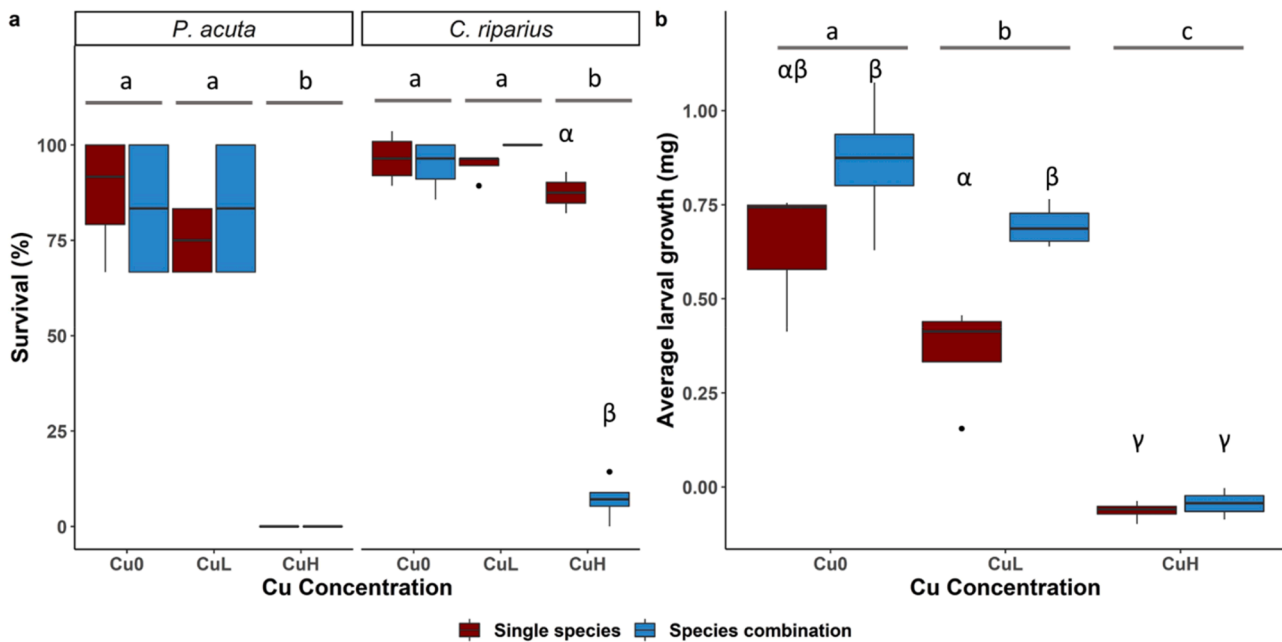 a
P. acuta
C. riparius
a a b
a a b
α
β
100
75
50
25
0
Survival (%)
Cu0 CuL CuH
Cu0 CuL CuH
Cu Concentration
b
a b c
αβ β
α β
γ γ
1.00
0.75
0.50
0.25
0.00
Average larval growth (mg)
Cu0 CuL CuH
Cu Concentration
Single species Species combination